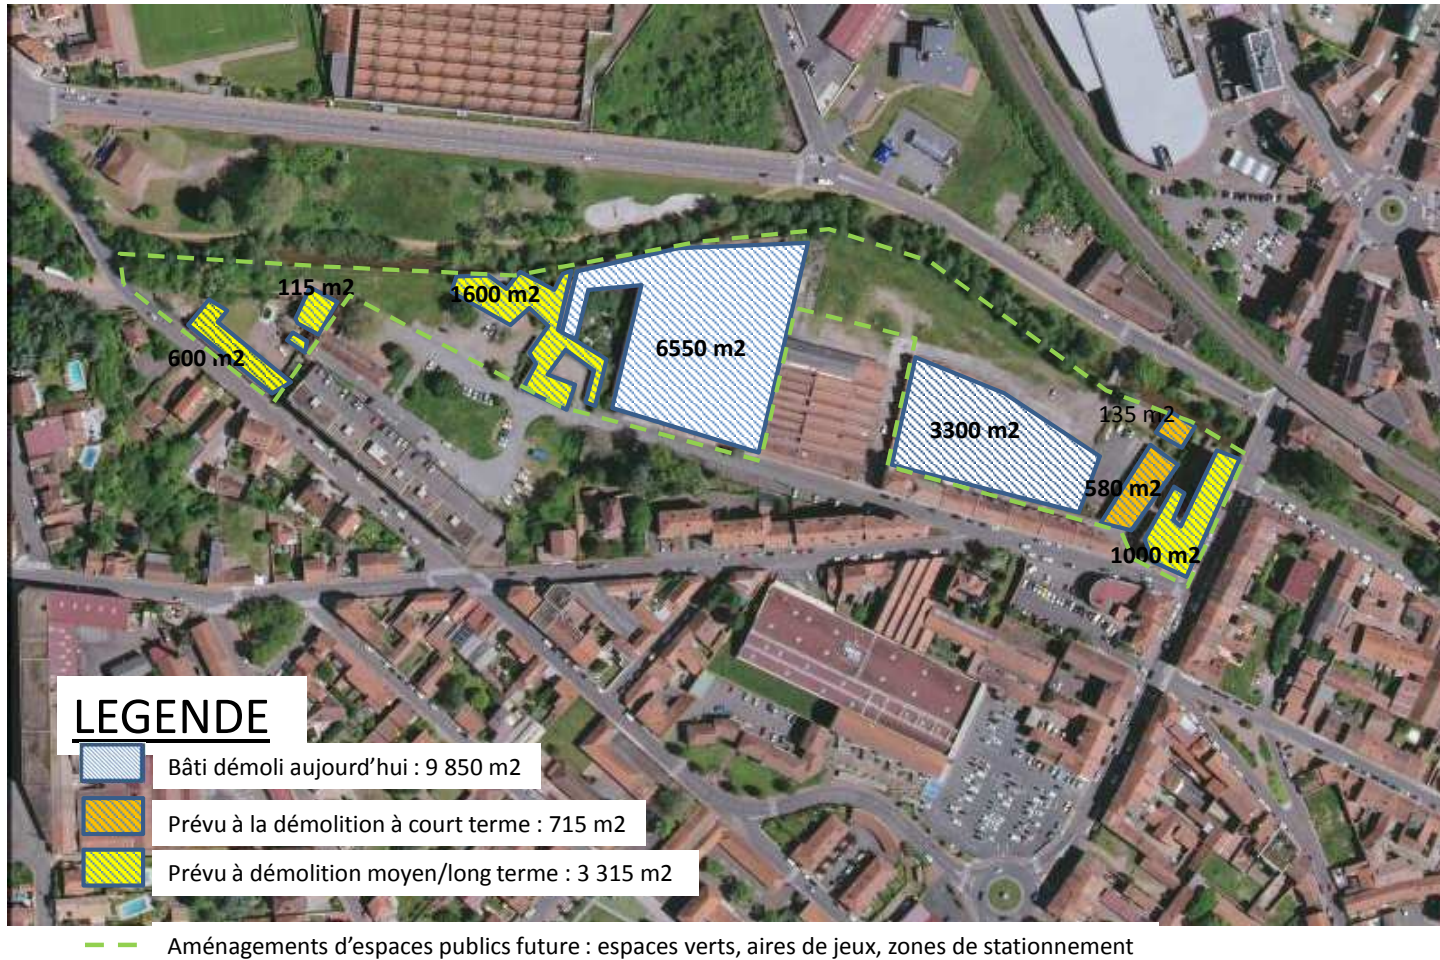 115 m2
1600 m2
600 m2
6550 m2
3300 m2
135 m2
580 m2
1000 m2
LEGENDE
Bâti démoli aujourd’hui : 9 850 m2
Prévu à la démolition à court terme : 715 m2
Prévu à démolition moyen/long terme : 3 315 m2
Aménagements d’espaces publics future : espaces verts, aires de jeux, zones de stationnement